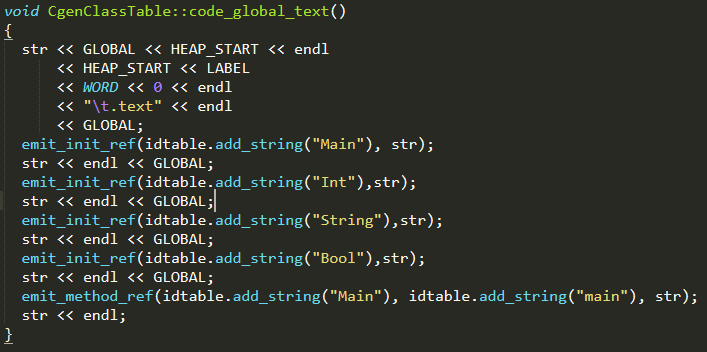 void CgenClassTable::code_global_text()
{
  str << GLOBAL << HEAP_START << endl
      << HEAP_START << LABEL
      << WORD << 0 << endl
      << "\t.text" << endl
      << GLOBAL;
  emit_init_ref(idtable.add_string("Main"), str);
  str << endl << GLOBAL;
  emit_init_ref(idtable.add_string("Int"),str);
  str << endl << GLOBAL;
  emit_init_ref(idtable.add_string("String"),str);
  str << endl << GLOBAL;
  emit_init_ref(idtable.add_string("Bool"),str);
  str << endl << GLOBAL;
  emit_method_ref(idtable.add_string("Main"), idtable.add_string("main"), str);
  str << endl;
}